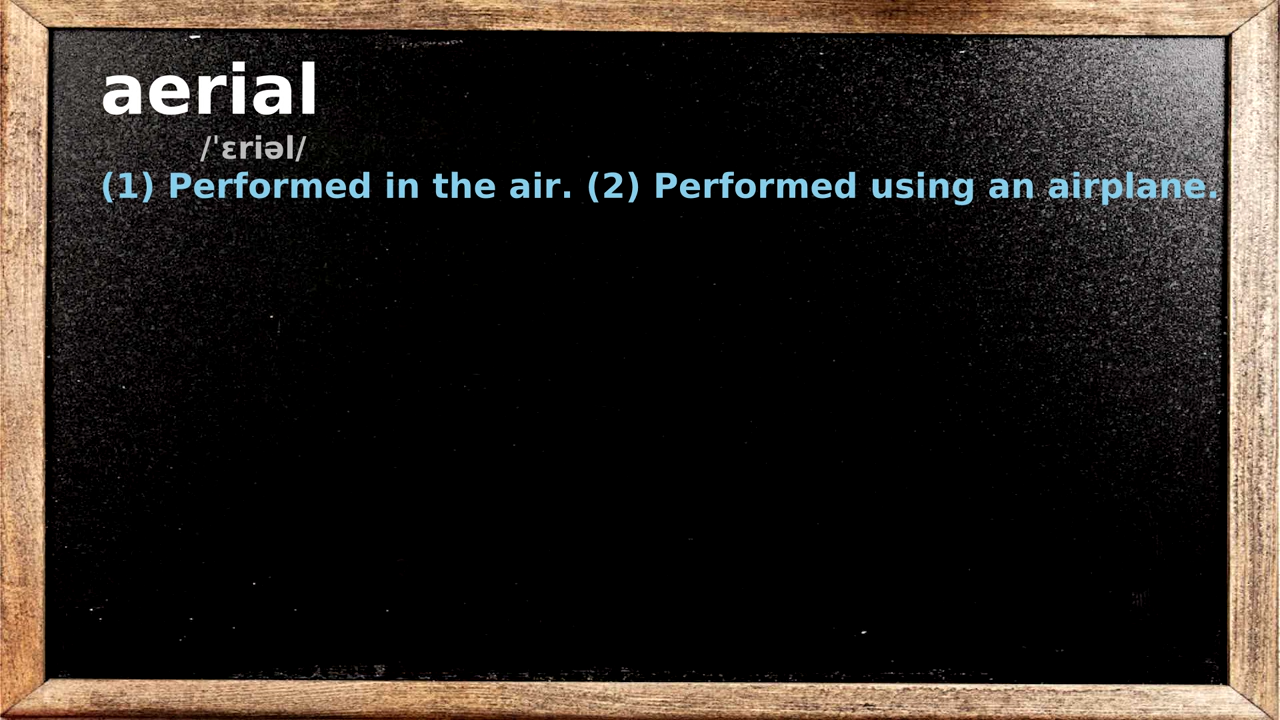 aerial
/ˈɛriəl/
(1) Performed in the air. (2) Performed using an airplane.